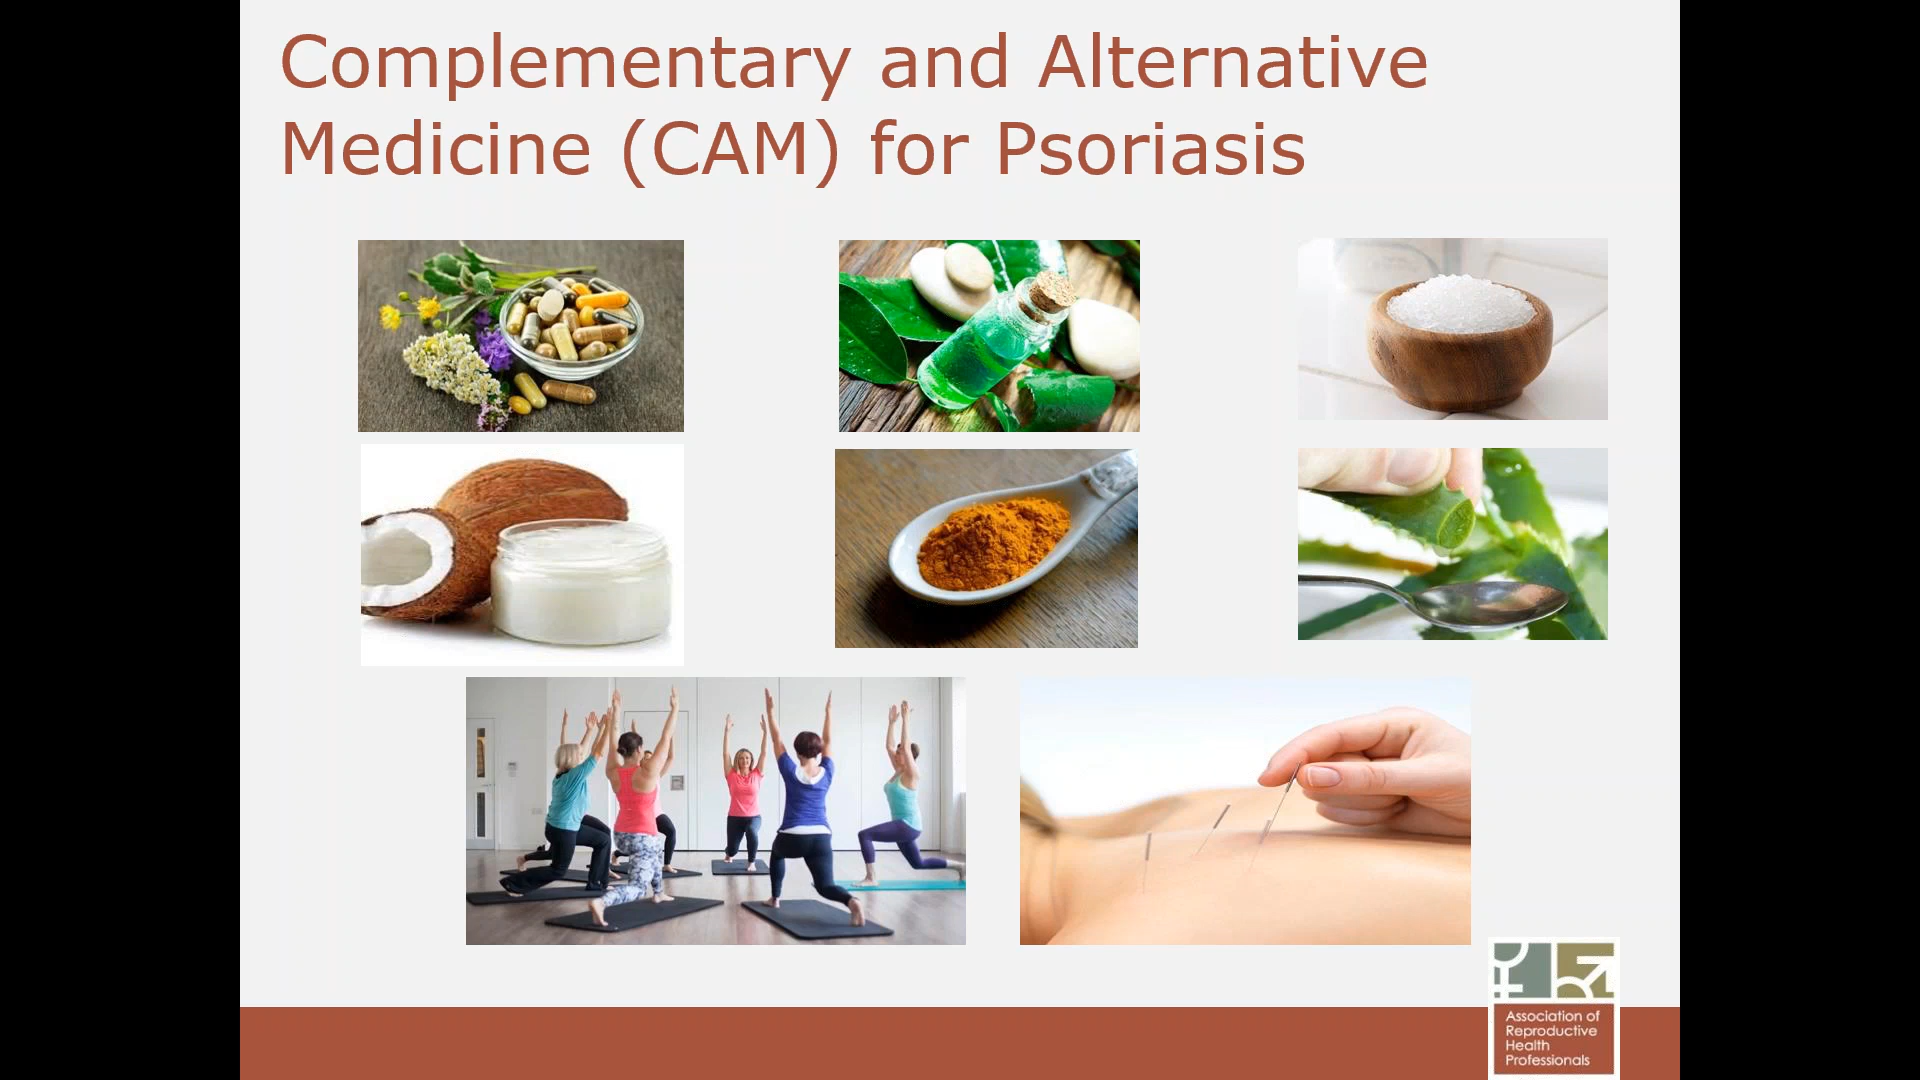 Complementary and Alternative
Medicine (CAM) for Psoriasis
Association of
Reproductive
Health
Professionals